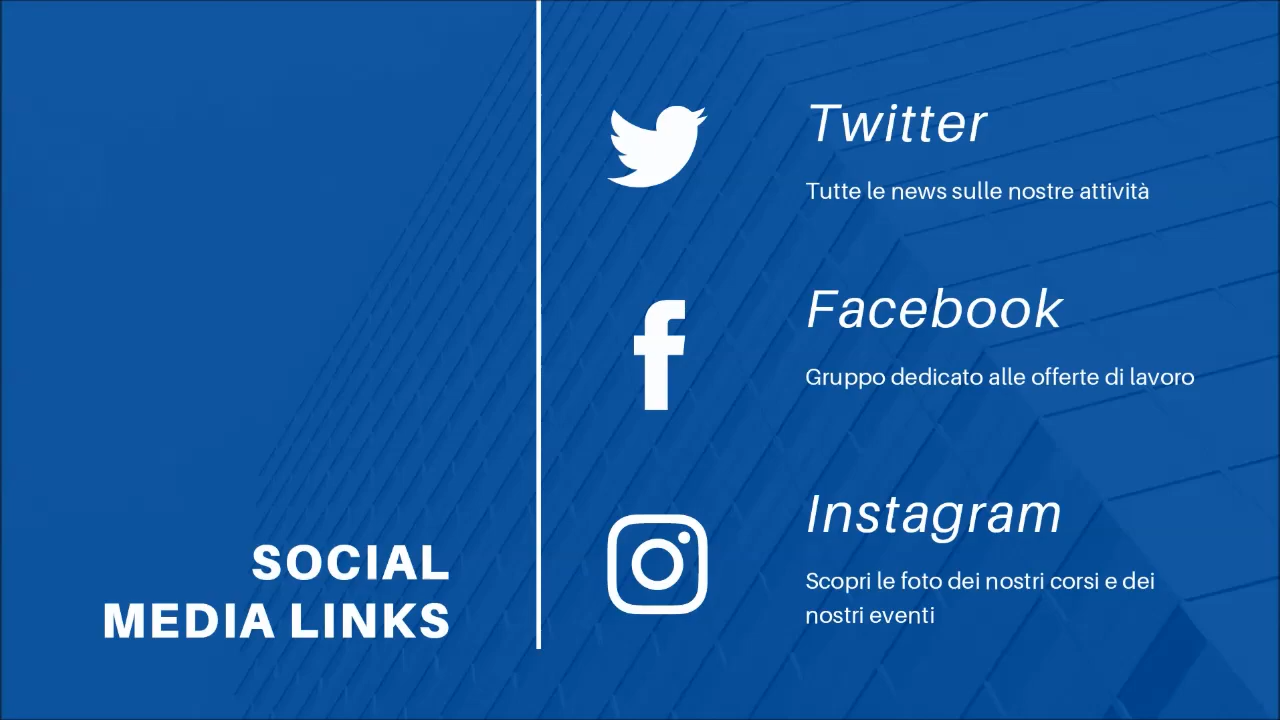 SOCIAL
MEDIA LINKS
Twitter
Tutte le news sulle nostre attività
Facebook
Gruppo dedicato alle offerte di lavoro
Instagram
Scopri le foto dei nostri corsi e dei
nostri eventi